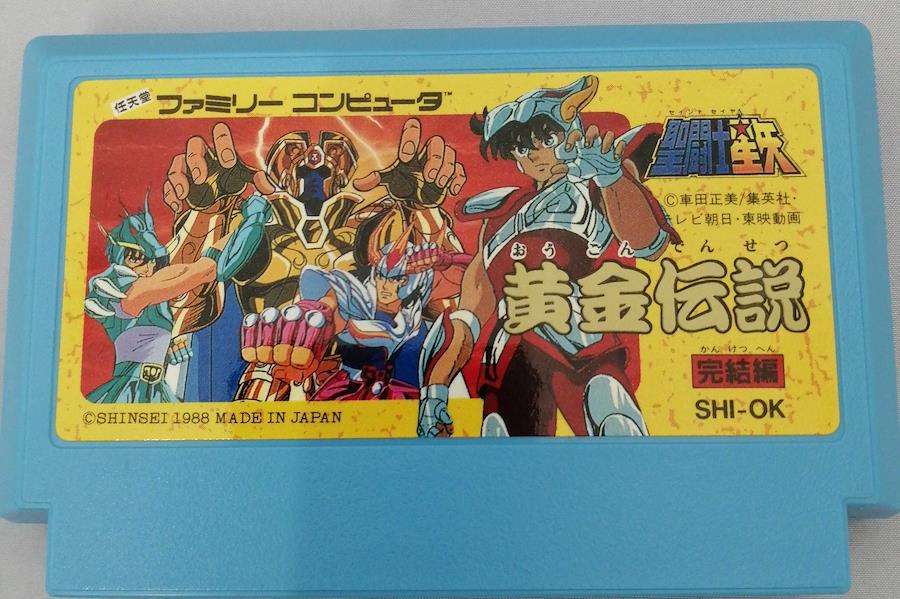 任天堂 ファミリー コンピュータ™
セイント セイヤ
聖闘士星矢
©車田正美/集英社・
テレビ朝日・東映動画
おうごん でんせつ
黄金伝説
かんけつへん
完結編
SHI-OK
©SHINSEI 1988 MADE IN JAPAN